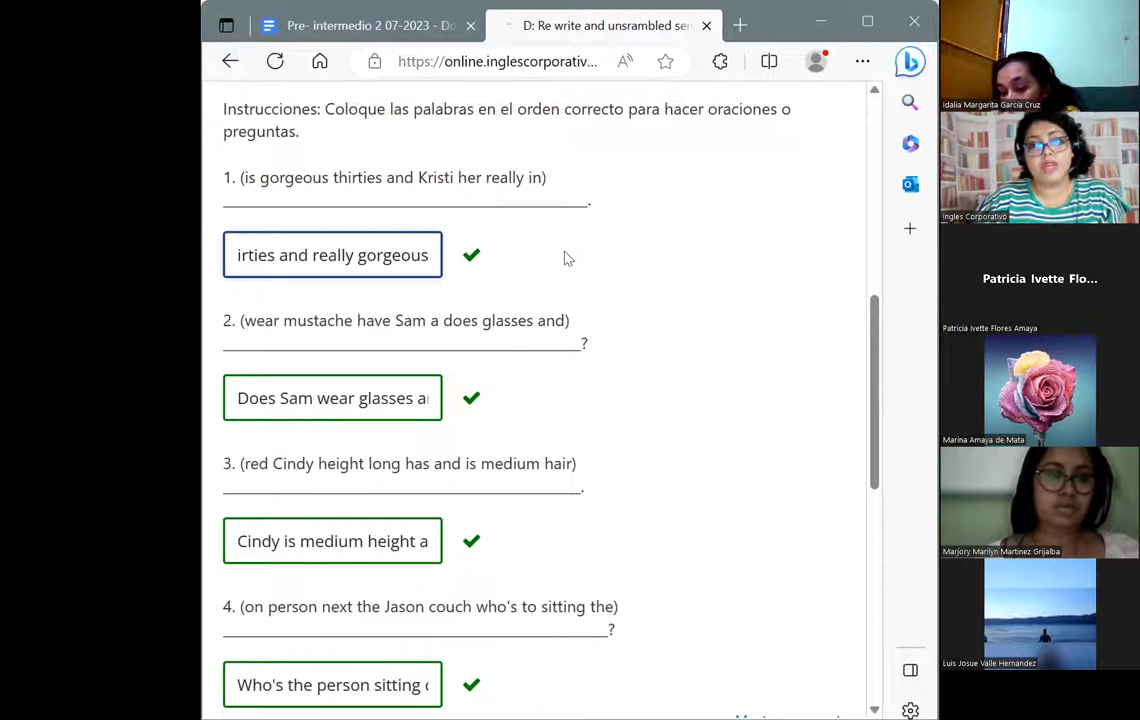 Pre- intermedio 2 07-2023 - Do
D: Re write and unsrambled sen
https://online.inglescorporativ...
Instrucciones: Coloque las palabras en el orden correcto para hacer oraciones o
preguntas.
1. (is gorgeous thirties and Kristi her really in)
_______________________________________.
irties and really gorgeous
2. (wear mustache have Sam a does glasses and)
______________________________________?
Does Sam wear glasses a
3. (red Cindy height long has and is medium hair)
______________________________________.
Cindy is medium height a
4. (on person next the Jason couch who's to sitting the)
_________________________________________?
Who's the person sitting
Idalia Margarita García Cruz
Ingles Corporativo
Patricia Ivette Flo...
Patricia Ivette Flores Amaya
Marina Amaya de Mata
Marjory Marilyn Martinez Grijalba
Luis Josue Valle Hernandez